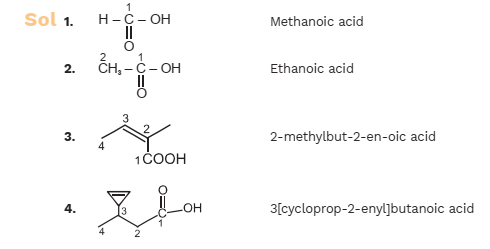 Sol 1. H – C – OH Methanoic acid
1
O
2. CH₃ – C – OH Ethanoic acid
2 1
O
3. 2-methylbut-2-en-oic acid
3
2
4
1 COOH
4. 3[cycloprop-2-enyl]butanoic acid
O
3 C OH
4 2 1